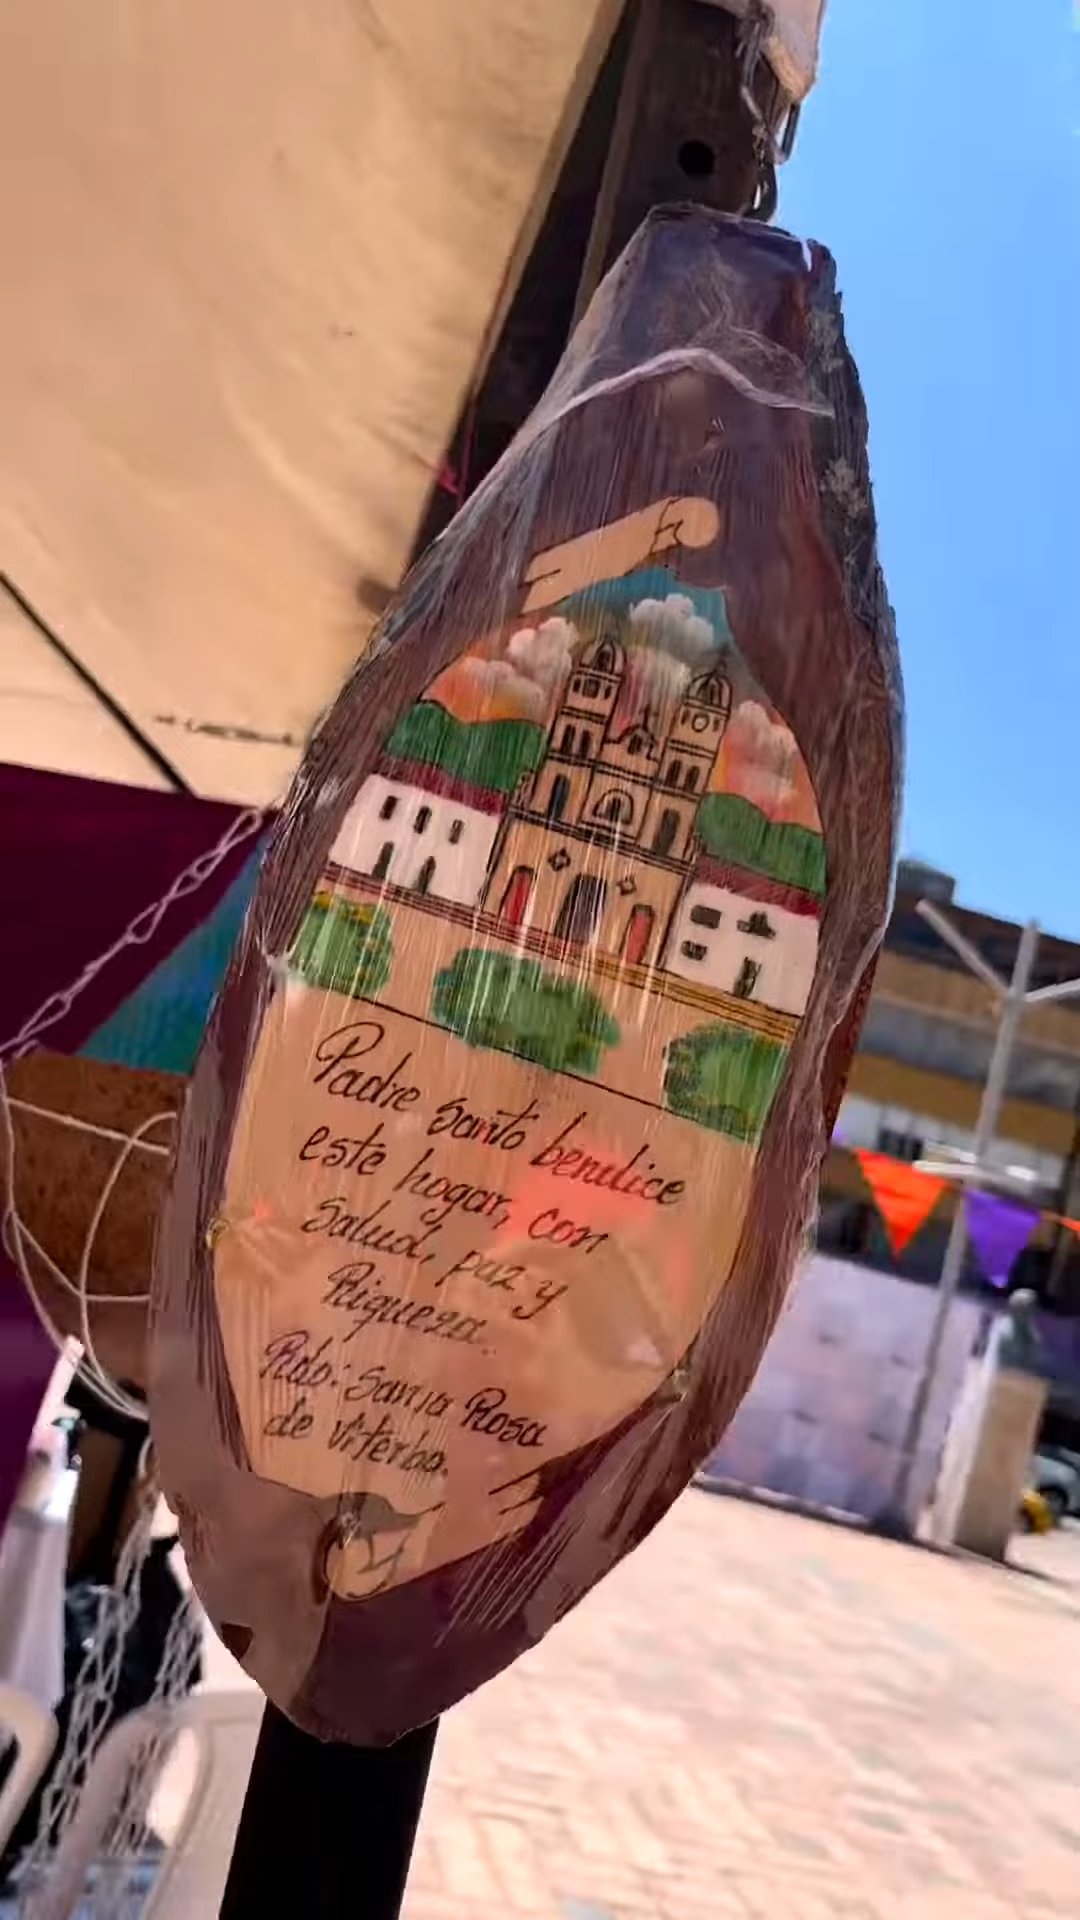 Padre Santo bendice
este hogar, con
Salud, paz y
Riqueza.
Rdo: Santa Rosa
de Viterbo.